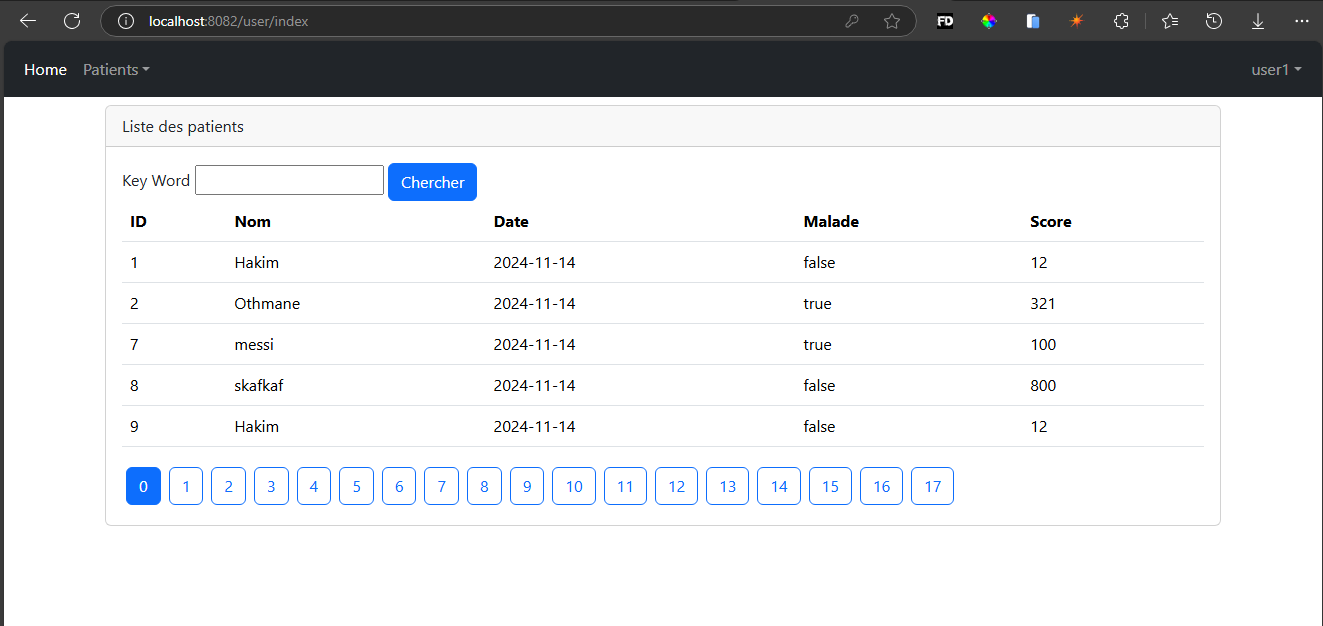 localhost:8082/user/index
FD
Home Patients user1
Liste des patients
Key Word Chercher
ID Nom Date Malade Score
1 Hakim 2024-11-14 false 12
2 Othmane 2024-11-14 true 321
7 messi 2024-11-14 true 100
8 skafkaf 2024-11-14 false 800
9 Hakim 2024-11-14 false 12
0 1 2 3 4 5 6 7 8 9 10 11 12 13 14 15 16 17